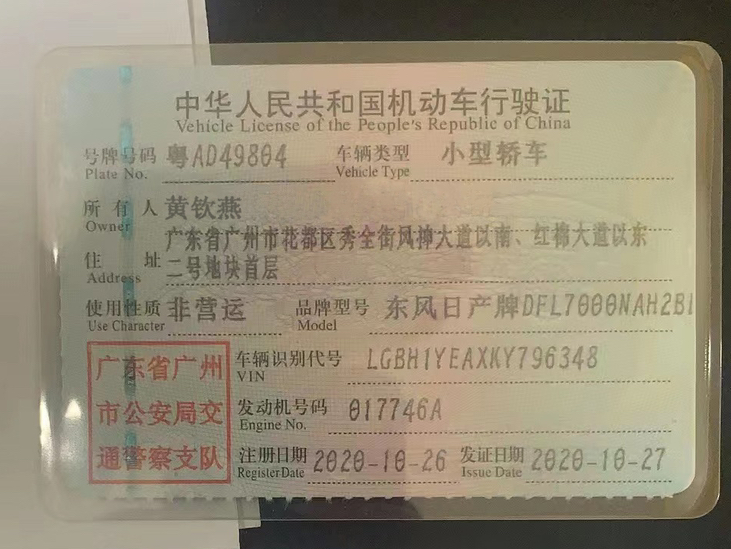 中华人民共和国机动车行驶证
Vehicle License of the People's Republic of China
号牌号码 粤AD49804 车辆类型 小型轿车
Plate No. Vehicle Type
所有人 黄钦燕
Owner
广东省广州市花都区秀全街风神大道以南、红棉大道以东
住址 二号地块首层
Address
使用性质 非营运 品牌型号 东风日产牌DFL7000NAH2B
Use Character Model
广东省广州
市公安局交
通警察支队
车辆识别代号 LGBH1YEAXKY796348
VIN
发动机号码 017746A
Engine No.
注册日期 2020-10-26 发证日期 2020-10-27
Register Date Issue Date